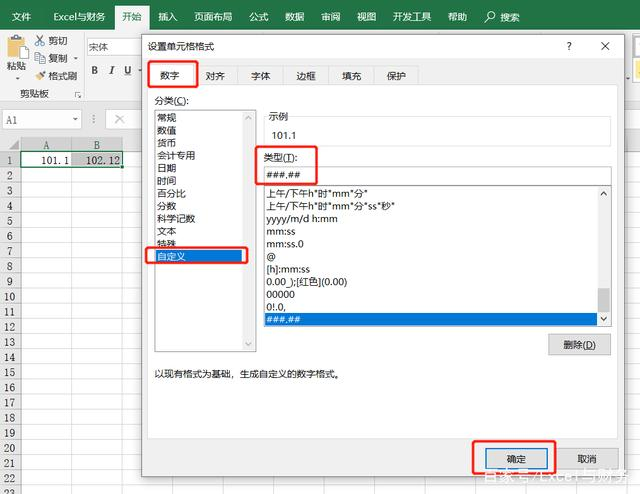 文件 Excel与财务 开始 插入 页面布局 公式 数据 审阅 视图 开发工具 帮助 搜索
剪切
复制
格式刷
粘贴
剪贴板
宋体
B I U
A1
A B
1 101.1 102.12
2
3
4
5
6
7
8
9
10
11
12
13
14
15
16
17
18
19
20
21
22
23
设置单元格格式 ? ×
数字 对齐 字体 边框 填充 保护
分类(C):
常规
数值
货币
会计专用
日期
时间
百分比
分数
科学记数
文本
特殊
自定义
示例
101.1
类型(T):
###.##
上午/下午h"时"mm"分"
上午/下午h"时"mm"分"ss"秒"
yyyy/m/d h:mm
mm:ss
mm:ss.0
@
[h]:mm:ss
0.00_);[红色](0.00)
00000
0!.0,
###.##
删除(D)
以现有格式为基础，生成自定义的数字格式。
确定 取消
百家号/Excel与财务